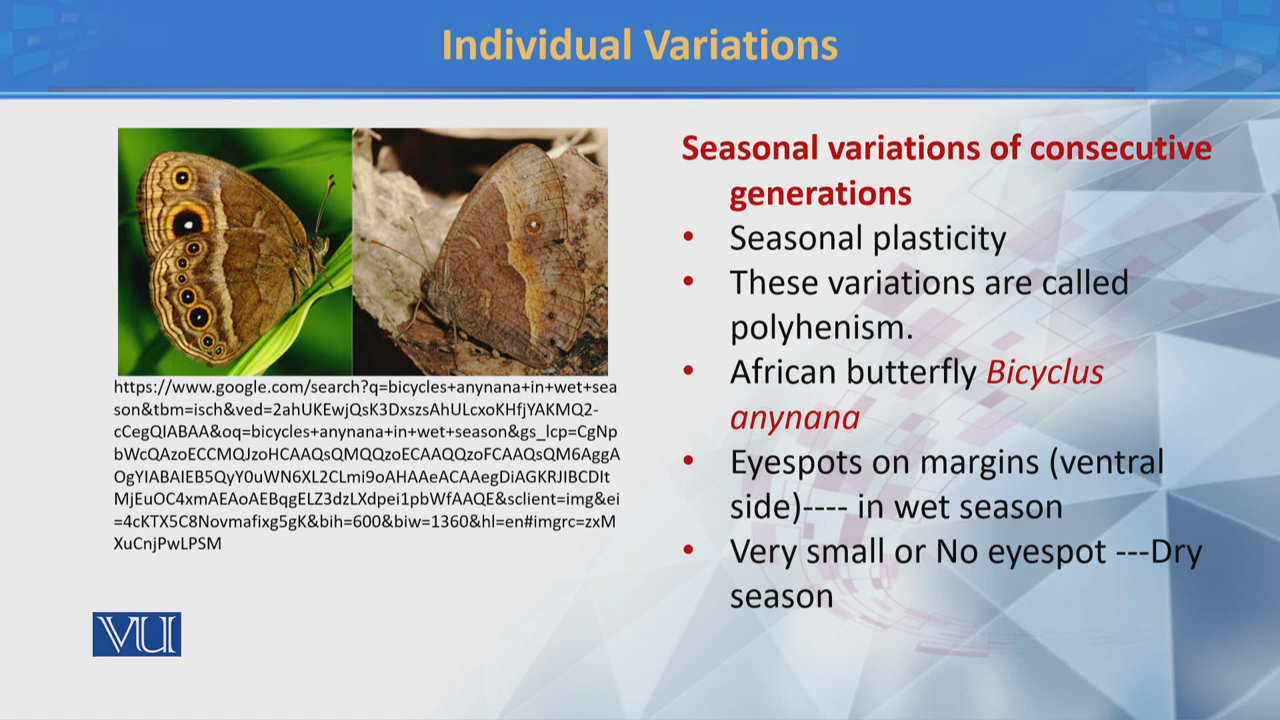 Individual Variations
Seasonal variations of consecutive
generations
• Seasonal plasticity
• These variations are called
polyhenism.
• African butterfly Bicyclus
anynana
• Eyespots on margins (ventral
side)---- in wet season
• Very small or No eyespot ---Dry
season
https://www.google.com/search?q=bicycles+anynana+in+wet+sea
son&tbm=isch&ved=2ahUKEwjQsK3DxszsAhULcxoKHfjYAKMQ2-
cCegQIABAA&oq=bicycles+anynana+in+wet+season&gs_lcp=CgNp
bWcQAzoECCMQJzoHCAAQsQMQQzoECAAQQzoFCAAQsQM6AggA
OgYIABAIEB5QyY0uWN6XL2CLmi9oAHAAeACAAegDiAGKRJIBCDIt
MjEuOC4xmAEAoAEBqgELZ3dzLXdpei1pbWfAAQE&sclient=img&ei
=4cKTX5C8Novmafixg5gK&bih=600&biw=1360&hl=en#imgrc=zxM
XuCnjPwLPSM
VU